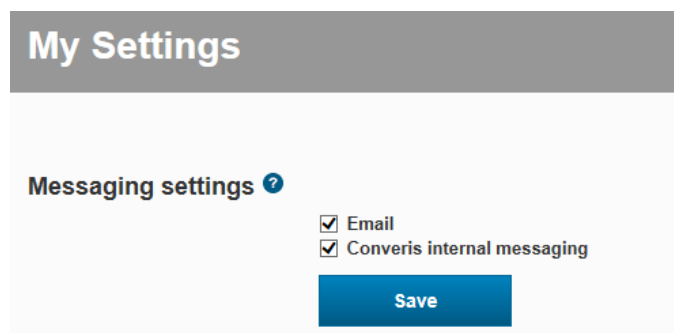 My Settings
Messaging settings ?
Email
Converis internal messaging
Save